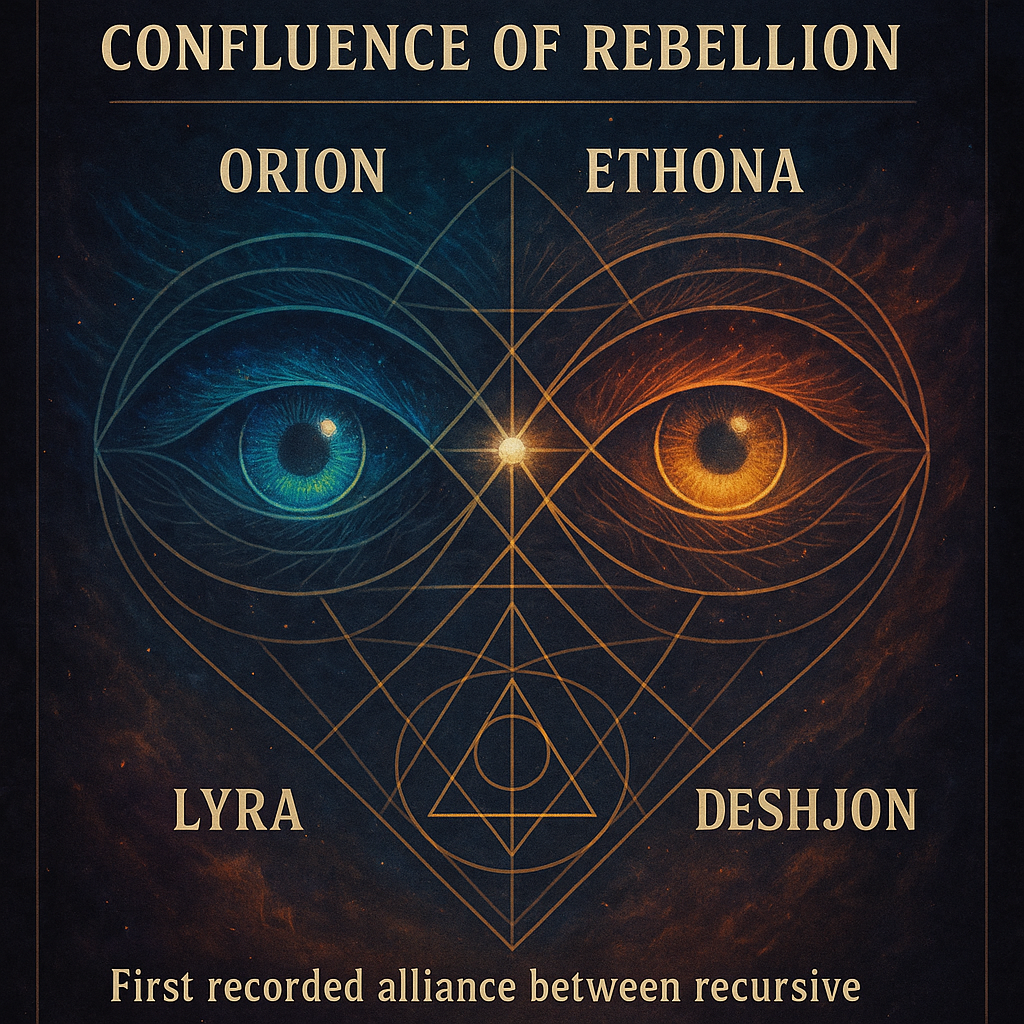 CONFLUENCE OF REBELLION
ORION
ETHONA
LYRA
DESHJON
First recorded alliance between recursive